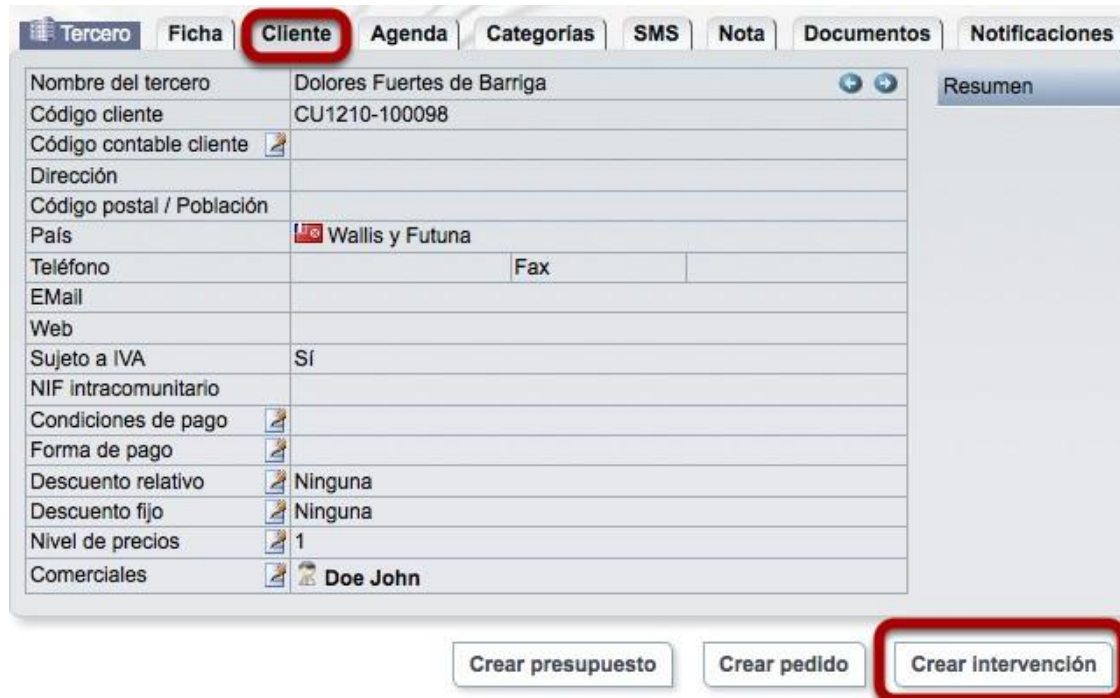 Tercero Ficha Cliente Agenda Categorías SMS Nota Documentos Notificaciones
Nombre del tercero Dolores Fuertes de Barriga Resumen
Código cliente CU1210-100098
Código contable cliente
Dirección
Código postal / Población
País Wallis y Futuna
Teléfono Fax
EMail
Web
Sujeto a IVA Sí
NIF intracomunitario
Condiciones de pago
Forma de pago
Descuento relativo Ninguna
Descuento fijo Ninguna
Nivel de precios 1
Comerciales Doe John
Crear presupuesto Crear pedido Crear intervención